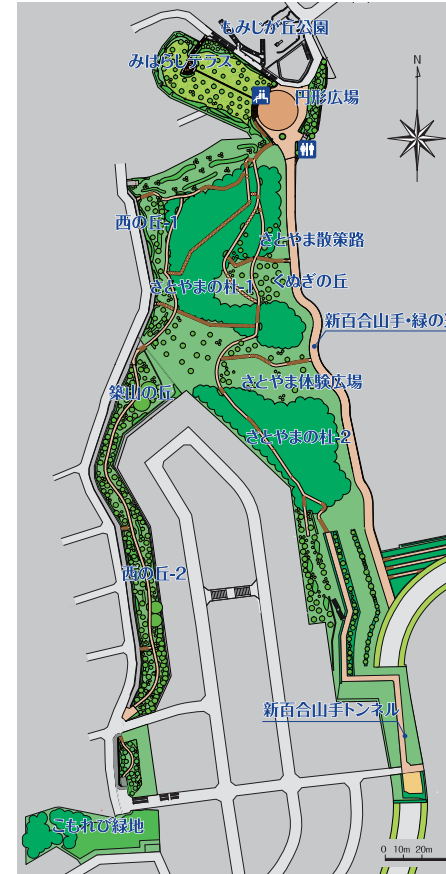 もみじが丘公園
みはらしテラス
円形広場
N
西の丘-1
さとやま散策路
さとやまの杜-1
くぬぎの丘
新百合山手・緑の
築山の丘
さとやま体験広場
さとやまの杜-2
西の丘-2
新百合山手トンネル
こもれび緑地
0 10m 20m